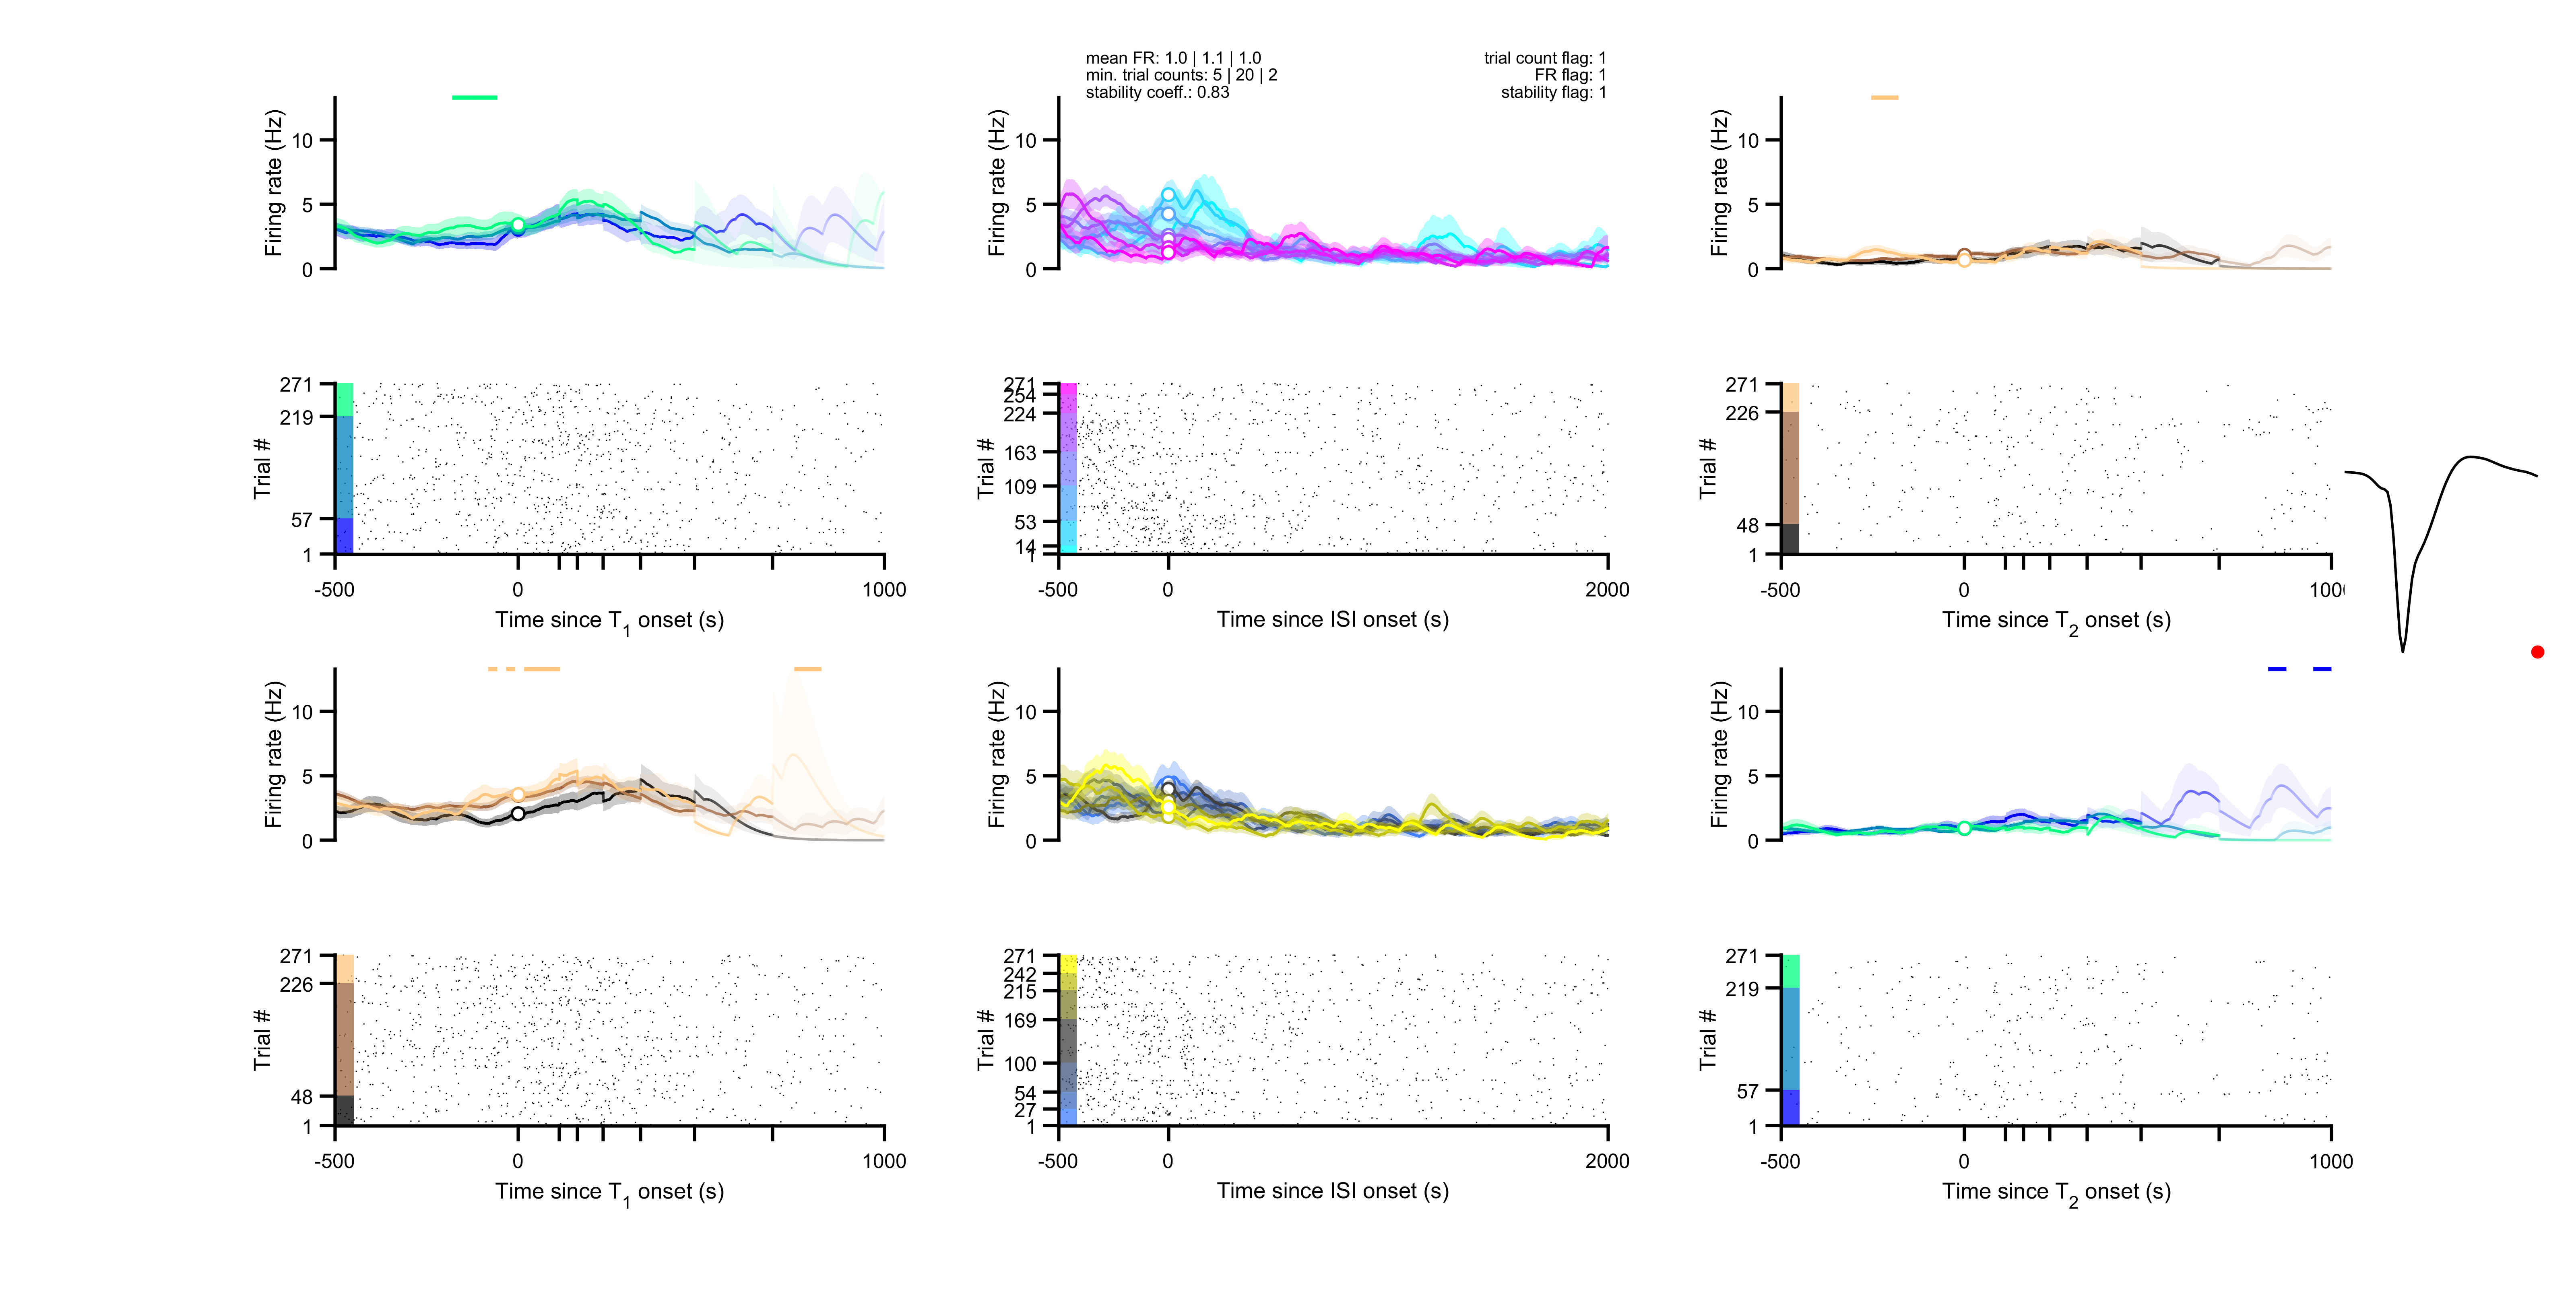 mean FR: 1.0 | 1.1 | 1.0
min. trial counts: 5 | 20 | 2
stability coeff.: 0.83
trial count flag: 1
FR flag: 1
stability flag: 1
Firing rate (Hz)
10
5
0
Firing rate (Hz)
10
5
0
Firing rate (Hz)
10
5
0
Trial #
271
219
57
1
-500
0
1000
Time since T1 onset (s)
Trial #
271
254
224
163
109
53
14
1
-500
0
2000
Time since ISI onset (s)
Trial #
271
226
48
1
-500
0
1000
Time since T2 onset (s)
Firing rate (Hz)
10
5
0
Firing rate (Hz)
10
5
0
Firing rate (Hz)
10
5
0
Trial #
271
226
48
1
-500
0
1000
Time since T1 onset (s)
Trial #
271
242
215
169
100
54
27
1
-500
0
2000
Time since ISI onset (s)
Trial #
271
219
57
1
-500
0
1000
Time since T2 onset (s)